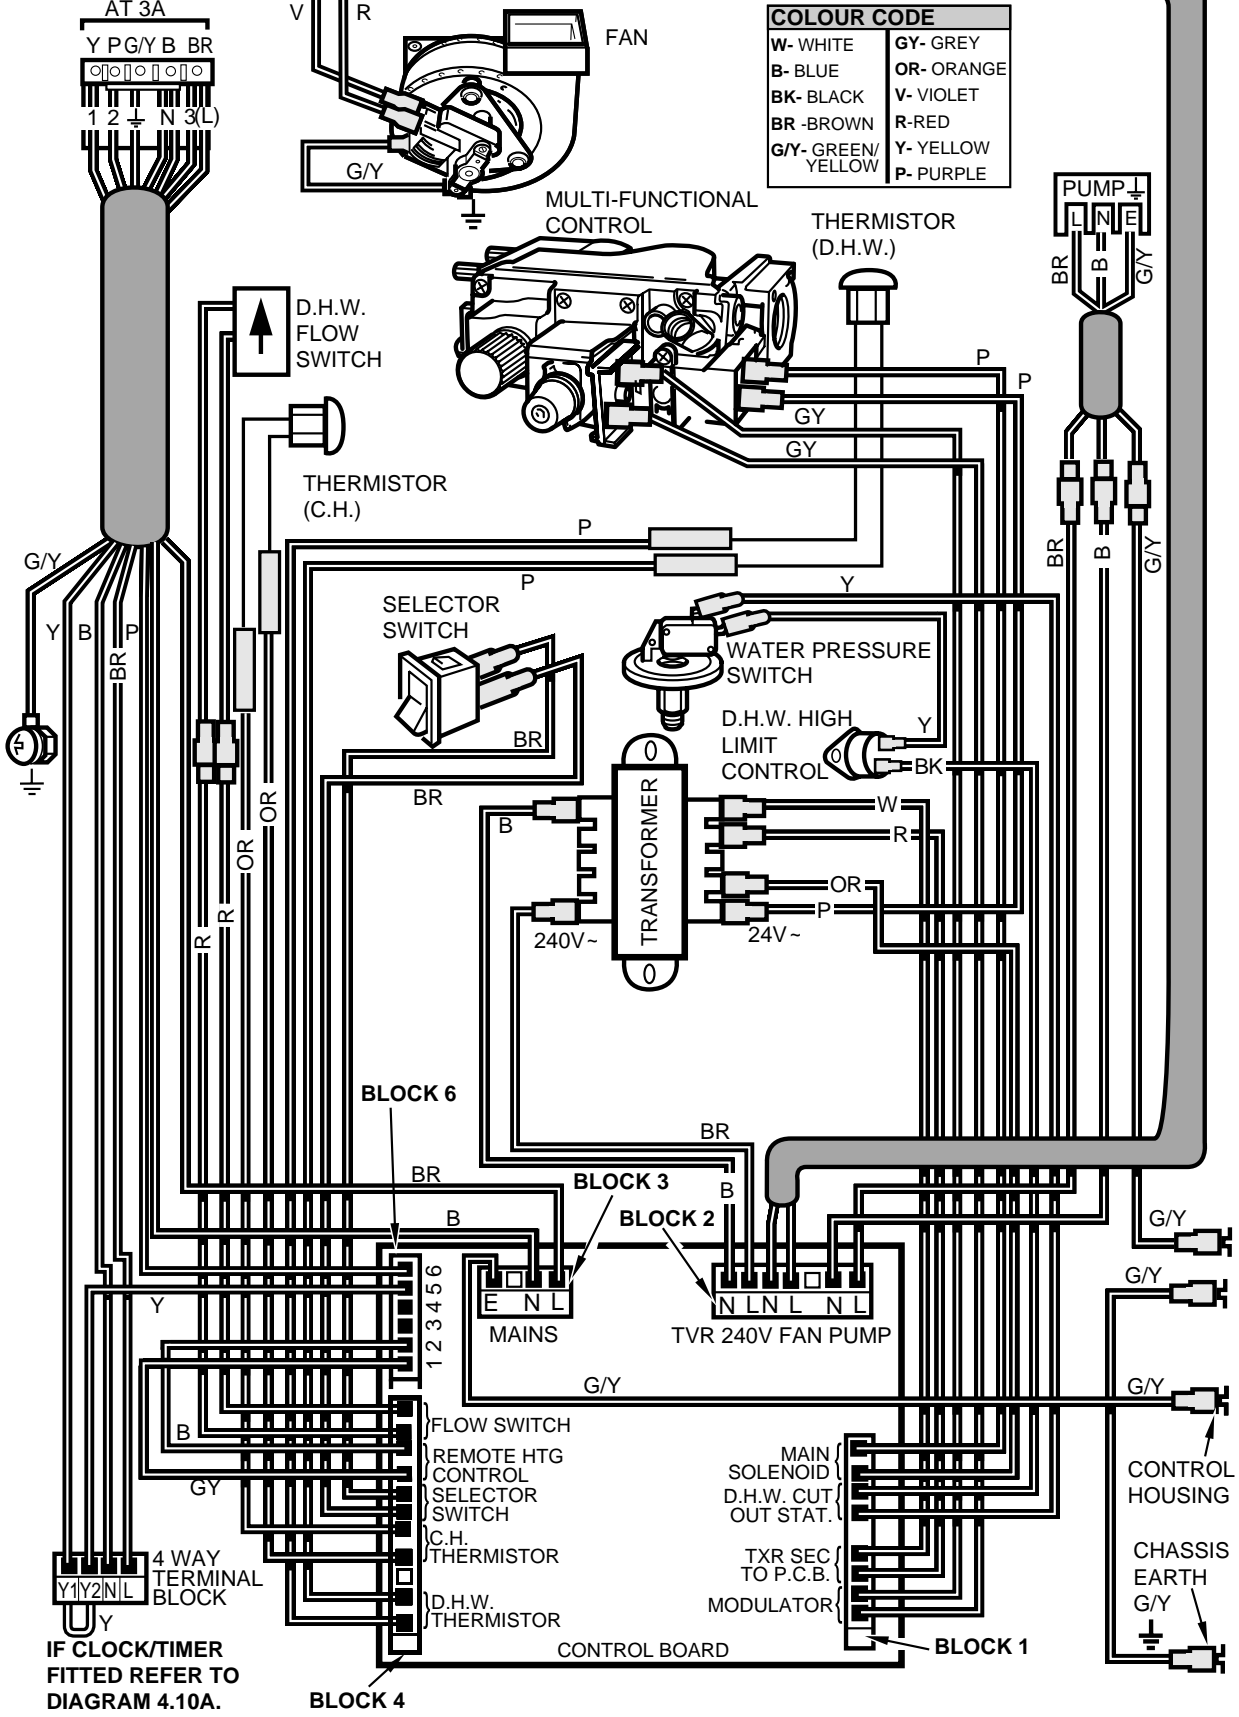 AT 3A
Y P G/Y B BR
1 2 N 3(L)
V R
FAN
G/Y
COLOUR CODE
W- WHITE
B- BLUE
BK- BLACK
BR -BROWN
G/Y- GREEN/
YELLOW
GY- GREY
OR- ORANGE
V- VIOLET
R-RED
Y- YELLOW
P- PURPLE
MULTI-FUNCTIONAL
CONTROL
THERMISTOR
(D.H.W.)
PUMP
L N E
BR
B
G/Y
D.H.W.
FLOW
SWITCH
P
P
GY
GY
THERMISTOR
(C.H.)
P
P
BR
B
G/Y
G/Y
Y B P
BR
SELECTOR
SWITCH
Y
WATER PRESSURE
SWITCH
D.H.W. HIGH
LIMIT
CONTROL
Y
BK
BR
BR
OR
OR
R
R
B
TRANSFORMER
W
R
OR
P
240V~
24V~
BLOCK 6
BR
BR
B
B
BLOCK 3
BLOCK 2
G/Y
G/Y
Y
1 2 3 4 5 6
E N L
MAINS
N L N L N L
TVR 240V FAN PUMP
G/Y
G/Y
CONTROL
HOUSING
B
GY
FLOW SWITCH
REMOTE HTG
CONTROL
SELECTOR
SWITCH
C.H.
THERMISTOR
D.H.W.
THERMISTOR
MAIN
SOLENOID
D.H.W. CUT
OUT STAT.
TXR SEC
TO P.C.B.
MODULATOR
CHASSIS
EARTH
G/Y
4 WAY
TERMINAL
BLOCK
Y1 Y2 N L
Y
CONTROL BOARD
BLOCK 1
BLOCK 4
IF CLOCK/TIMER
FITTED REFER TO
DIAGRAM 4.10A.